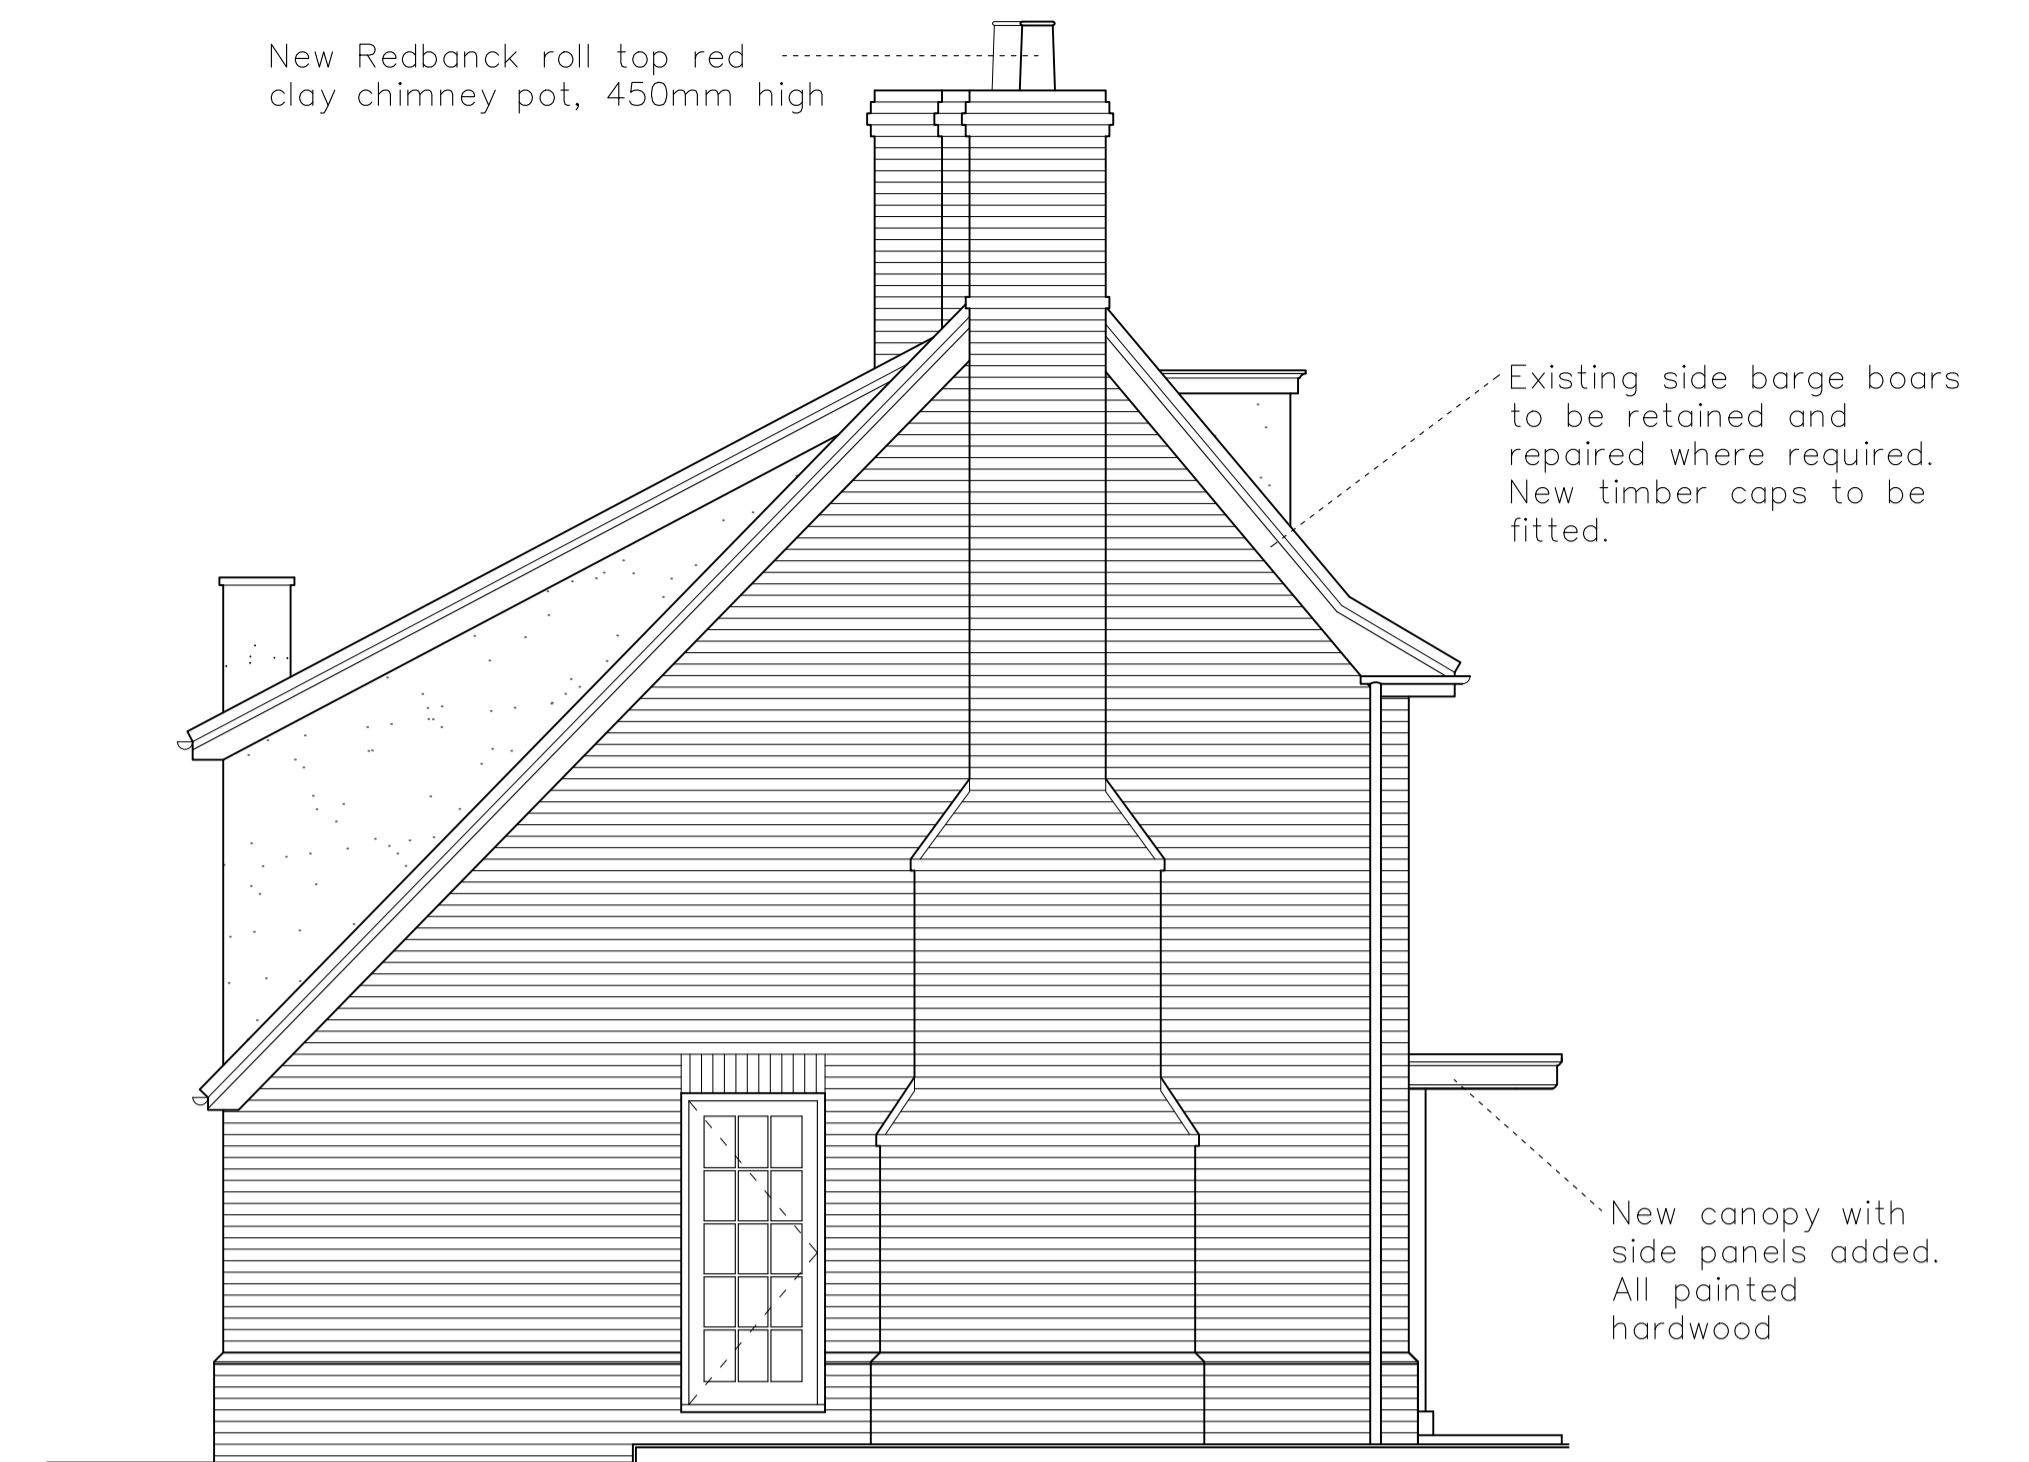 New Redbanck roll top red
clay chimney pot, 450mm high
Existing side barge boars
to be retained and
repaired where required.
New timber caps to be
fitted.
New canopy with
side panels added.
All painted
hardwood